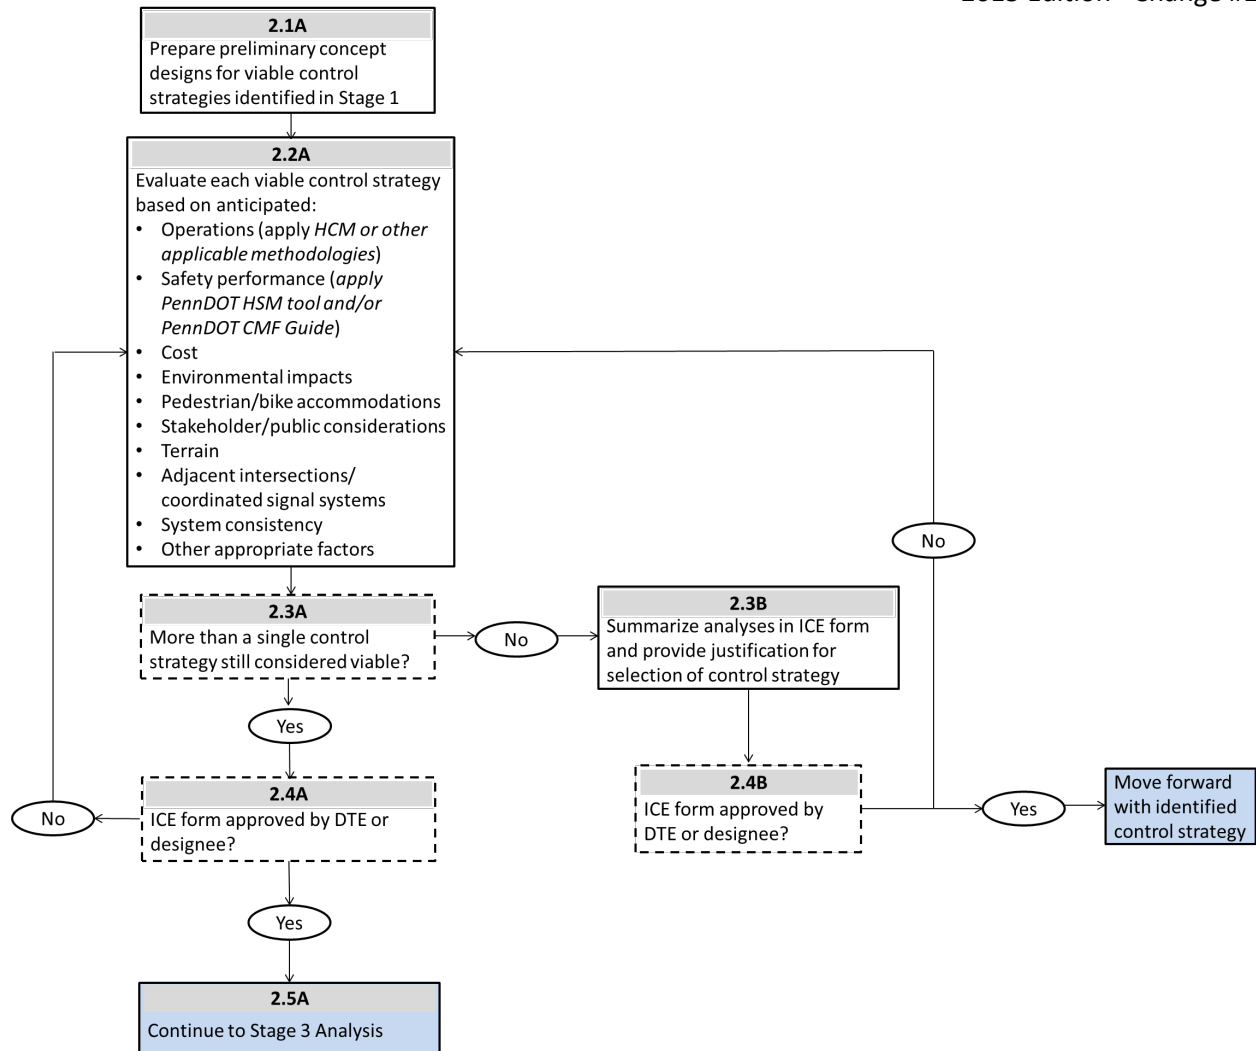 2.1A
Prepare preliminary concept
designs for viable control
strategies identified in Stage 1
2.2A
Evaluate each viable control strategy
based on anticipated:
• Operations (apply HCM or other
applicable methodologies)
• Safety performance (apply
PennDOT HSM tool and/or
PennDOT CMF Guide)
• Cost
• Environmental impacts
• Pedestrian/bike accommodations
• Stakeholder/public considerations
• Terrain
• Adjacent intersections/
coordinated signal systems
• System consistency
• Other appropriate factors
No
2.3A
More than a single control
strategy still considered viable?
No
2.3B
Summarize analyses in ICE form
and provide justification for
selection of control strategy
Yes
2.4A
ICE form approved by DTE or
designee?
No
2.4B
ICE form approved by
DTE or designee?
Yes
Move forward
with identified
control strategy
Yes
2.5A
Continue to Stage 3 Analysis